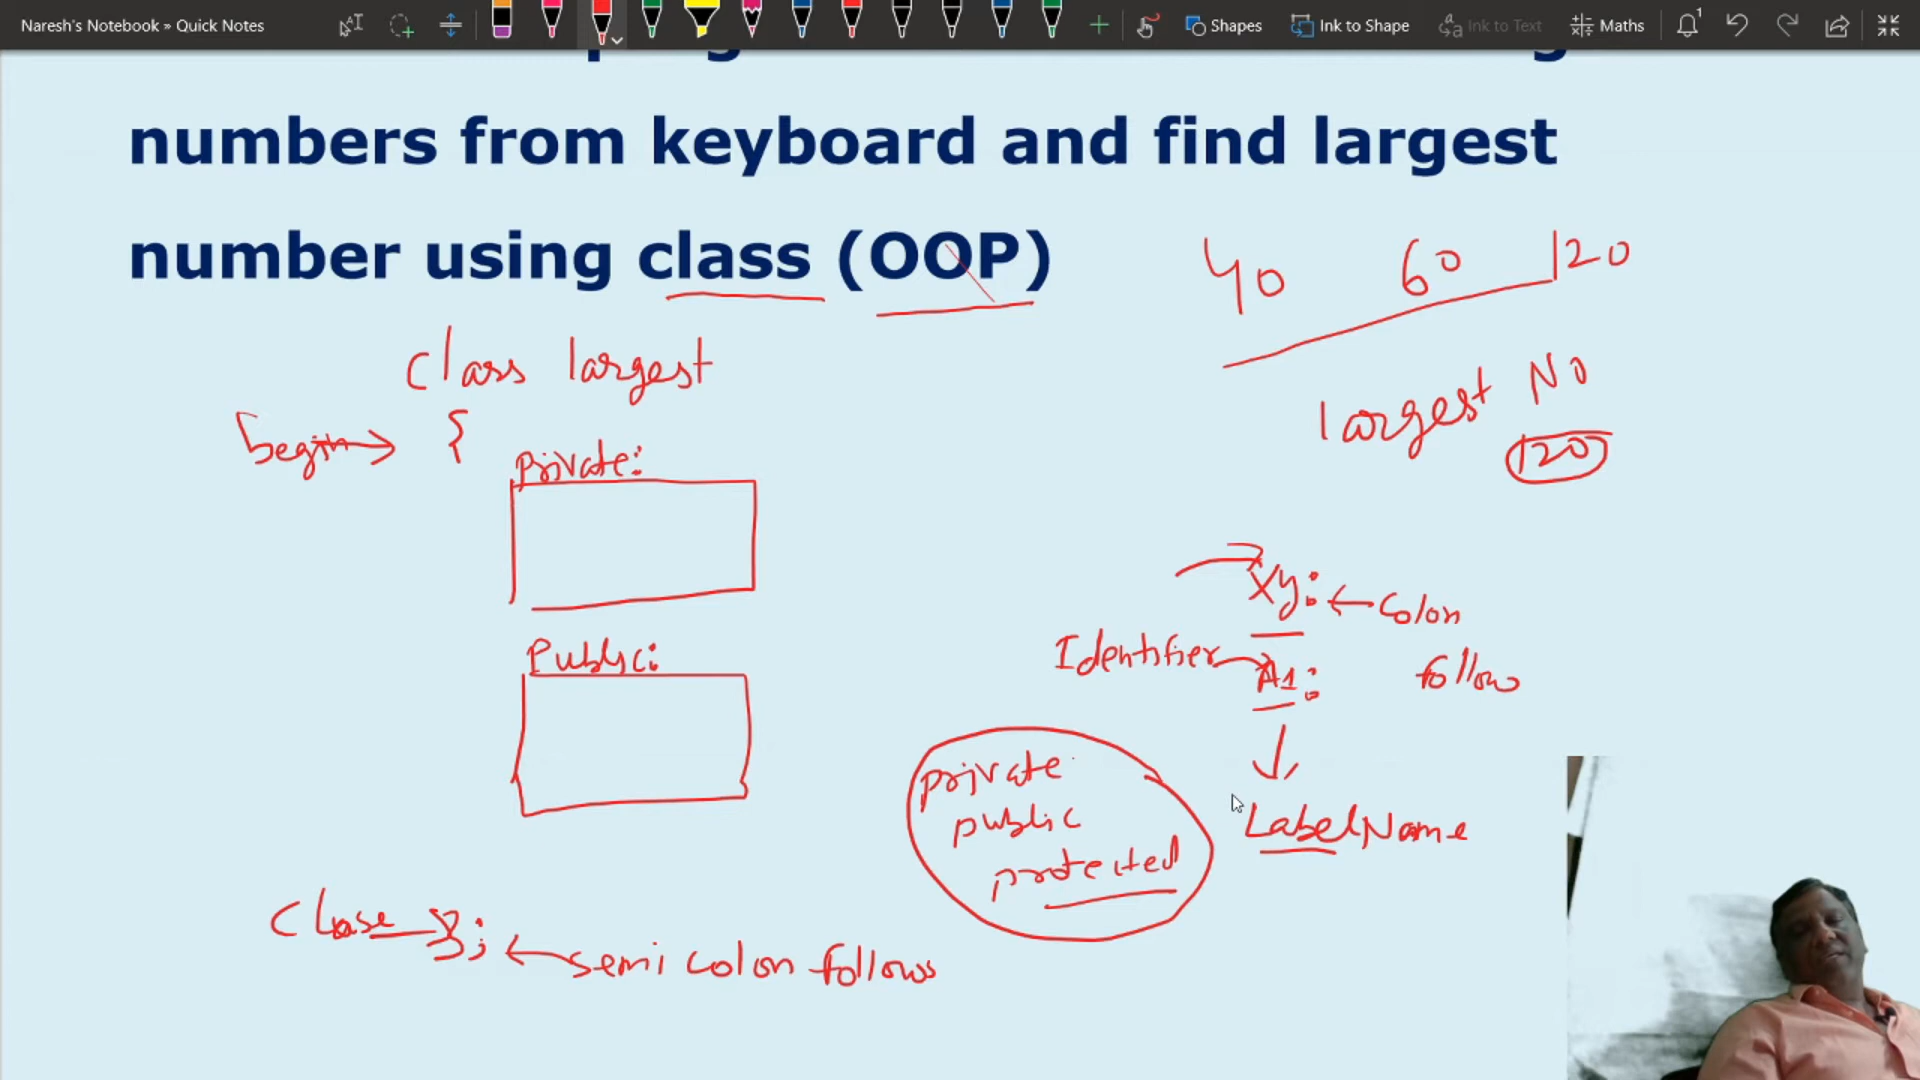 Naresh's Notebook » Quick Notes
Shapes
Ink to Shape
Ink to Text
Maths
1
numbers from keyboard and find largest
number using class (OOP)
40 60 120
class largest
largest No
120
begin → {
private:
Public:
xy: ← Colon
follow
Identifier → A1:
LabelName
private
public
protected
Close };
← semi colon follows